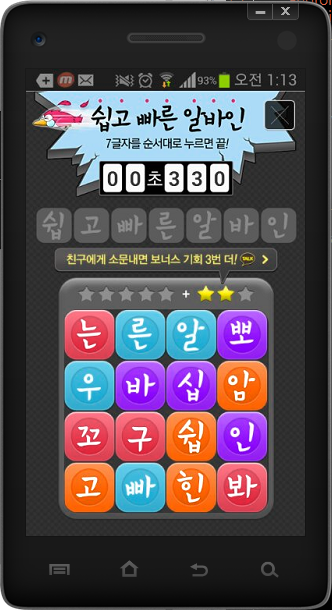 93% 오전 1:13
쉽고 빠른 알바인
7글자를 순서대로 누르면 끝!
00초330
쉽고빠른알바인
친구에게 소문내면 보너스 기회 3번 더! TALK >
+
는 른 알 뽀
우 바 십 암
꼬 구 쉽 인
고 빠 힌 봐